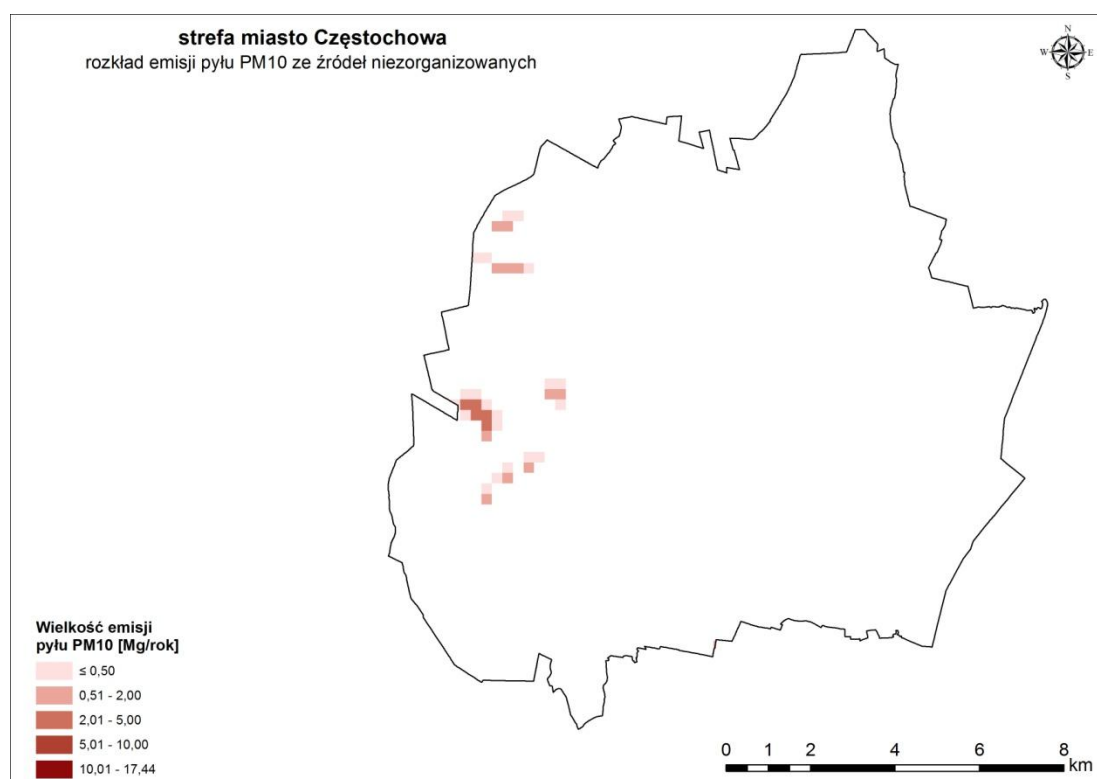 strefa miasto Częstochowa
rozkład emisji pyłu PM10 ze źródeł niezorganizowanych
N
W E
S
Wielkość emisji
pyłu PM10 [Mg/rok]
≤ 0,50
0,51 - 2,00
2,01 - 5,00
5,01 - 10,00
10,01 - 17,44
0 1 2 4 6 8
km